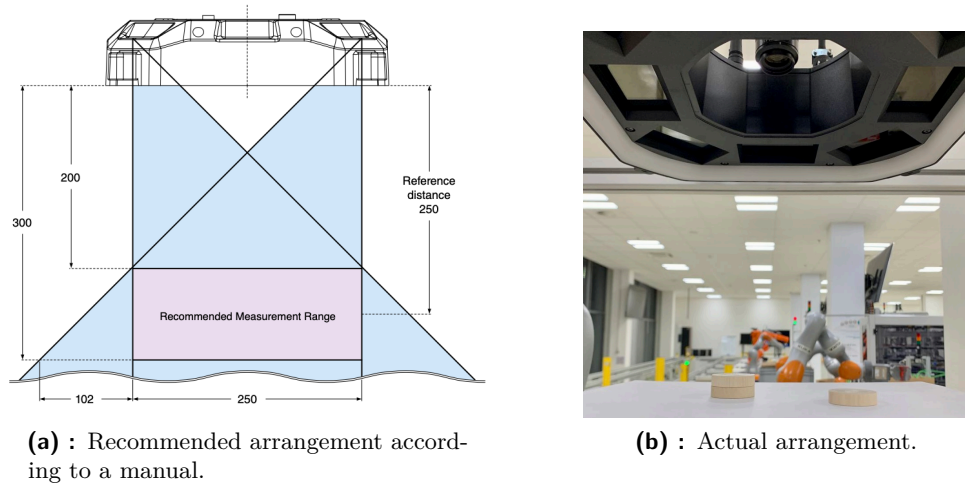 200
300
Reference
distance
250
Recommended Measurement Range
102
250
(a) : Recommended arrangement accord-
ing to a manual.
(b) : Actual arrangement.